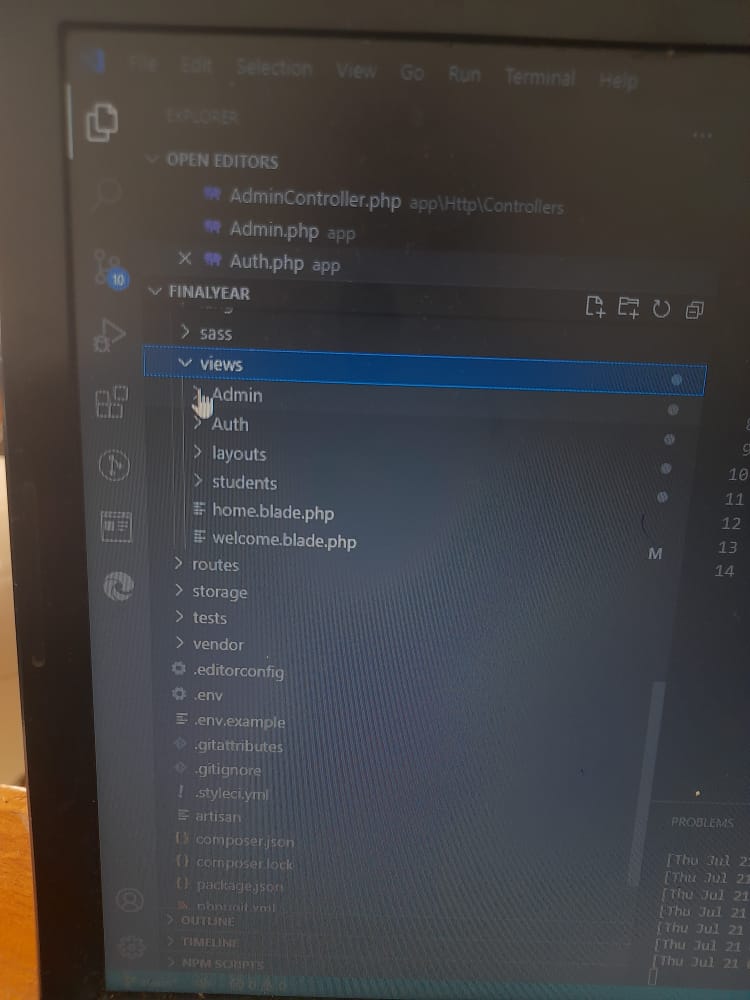 File Edit Selection View Go Run Terminal Help
EXPLORER
OPEN EDITORS
AdminController.php app\Http\Controllers
Admin.php app
Auth.php app
10
FINALYEAR
sass
views
Admin
Auth
layouts
students
home.blade.php
welcome.blade.php M
routes
storage
tests
vendor
.editorconfig
.env
.env.example
.gitattributes
.gitignore
.styleci.yml
artisan
composer.json
composer.lock
package.json
phpunit.xml
OUTLINE
TIMELINE
NPM SCRIPTS
9
10
11
12
13
14
PROBLEMS
[Thu Jul 21
[Thu Jul 21
[Thu Jul 21
[Thu Jul 21
[Thu Jul 21
[Thu Jul 21
[Thu Jul 21